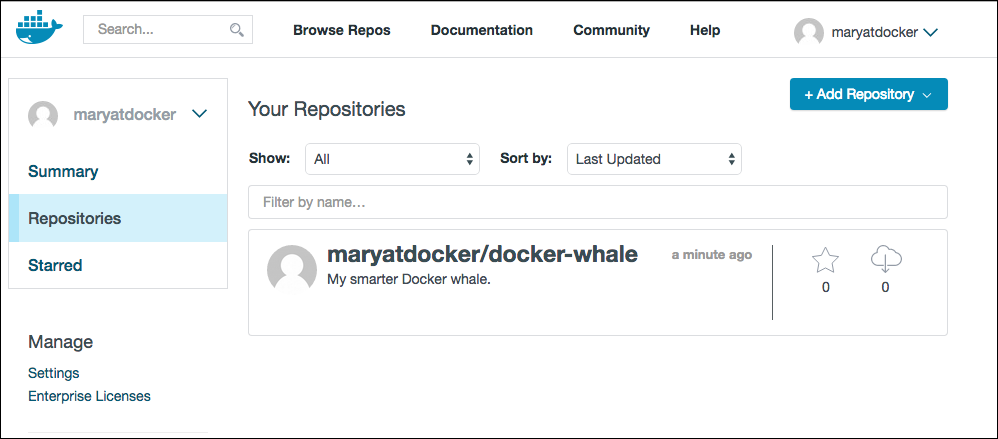 Search...
Browse Repos
Documentation
Community
Help
maryatdocker
maryatdocker
Summary
Repositories
Starred
Manage
Settings
Enterprise Licenses
Your Repositories
+ Add Repository
Show: All Sort by: Last Updated
Filter by name...
maryatdocker/docker-whale
a minute ago
My smarter Docker whale.
0
0